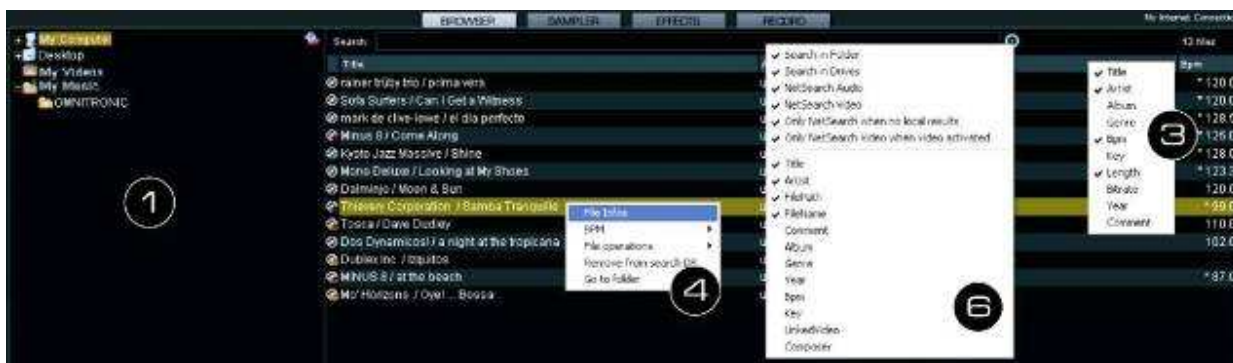 BROWSER SAMPLER EFFECTS RECORD
My Computer
Desktop
My Videos
My Music
OMNITRONIC
1
Search:
Title
Bpm
rainer trüby trio / prima vera
Sofa Surfers / Can I Get a Witness
mark de clive-lowe / el dia perfecto
Minus 8 / Come Along
Kyoto Jazz Massive / Shine
Mono Deluxe / Looking at My Shoes
Dalminjo / Moon & Sun
Thievery Corporation / Samba Tranquille
Tosca / Dave Dudley
Dos Dynamicos! / a night at the tropicana
Dublex Inc. / Izquitos
MINUS 8 / at the beach
Mo'Horizons / Oye! .. Bossa
File Infos
BPM
File operations
Remove from search DB
Go to folder
4
Search in Folder
Search in Drives
NetSearch Audio
NetSearch Video
Only NetSearch when no local results
Only NetSearch Video when video activated
Title
Artist
FilePath
FileName
Comment
Album
Genre
Year
Bpm
Key
LinkedVideo
Composer
6
Title
Artist
Album
Genre
Bpm
Key
Length
Bitrate
Year
Comment
3